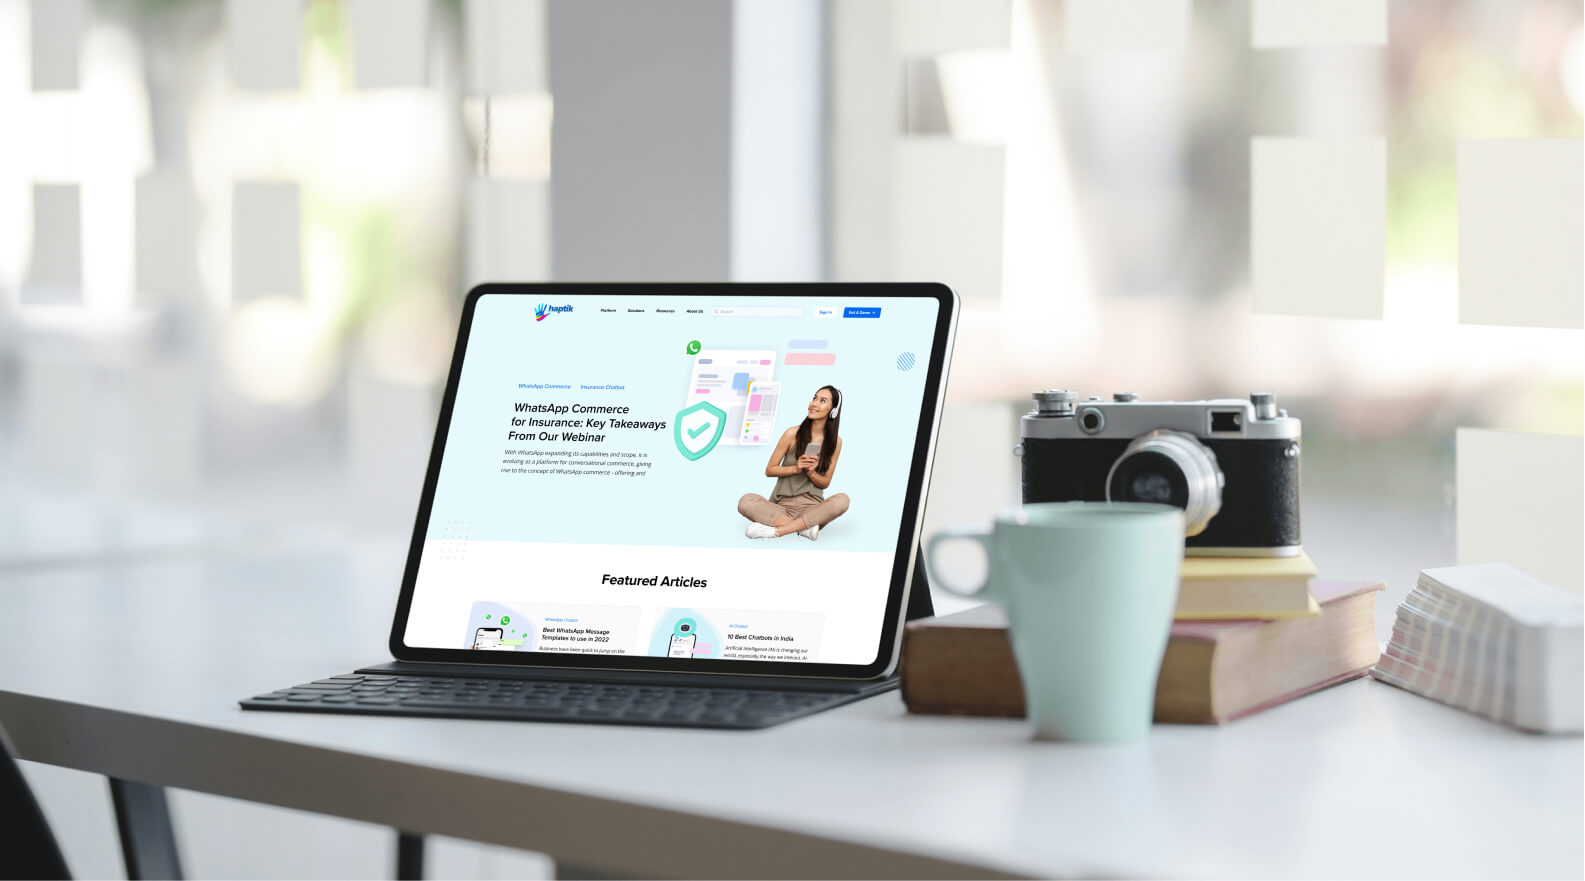 haptik
Platform
Solutions
Resources
About Us
Search
Sign In
Get A Demo
WhatsApp Commerce
Insurance Chatbot
WhatsApp Commerce
for Insurance: Key Takeaways
From Our Webinar
With WhatsApp expanding its capabilities and scope, it is
evolving as a platform for conversational commerce, giving
rise to the concept of WhatsApp commerce - offering and
Featured Articles
WhatsApp Chatbot
Best WhatsApp Message
Templates to use in 2022
Business have been quick to jump on the
AI Chatbot
10 Best Chatbots in India
Artificial Intelligence (AI) is changing our
world, especially the way we interact. AI-